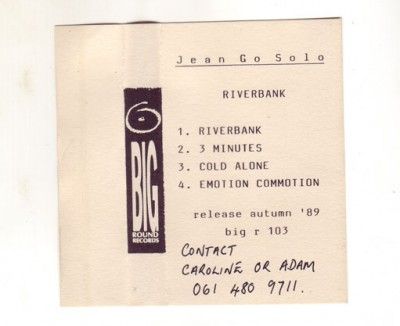 Jean Go Solo
RIVERBANK
1. RIVERBANK
2. 3 MINUTES
3. COLD ALONE
4. EMOTION COMMOTION
release autumn '89
big r 103
6
BIG
ROUND
RECORDS
CONTACT
CAROLINE OR ADAM
061 480 9711.